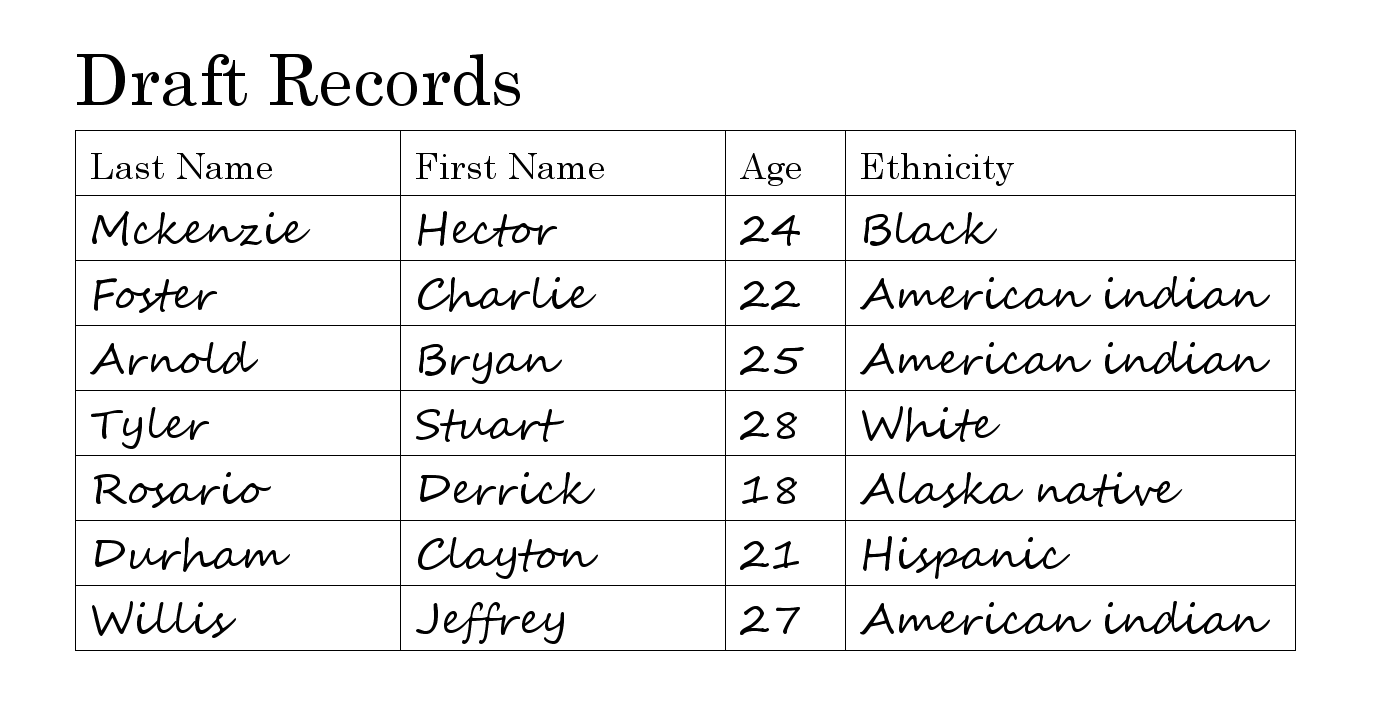 Draft Records
Last Name First Name Age Ethnicity
Mckenzie Hector 24 Black
Foster Charlie 22 American indian
Arnold Bryan 25 American indian
Tyler Stuart 28 White
Rosario Derrick 18 Alaska native
Durham Clayton 21 Hispanic
Willis Jeffrey 27 American indian